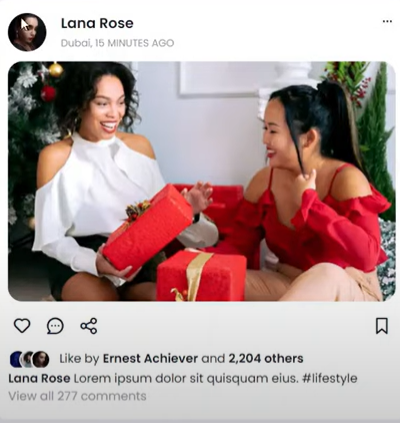 Lana Rose
Dubai, 15 MINUTES AGO
Like by Ernest Achiever and 2,204 others
Lana Rose Lorem ipsum dolor sit quisquam eius. #lifestyle
View all 277 comments